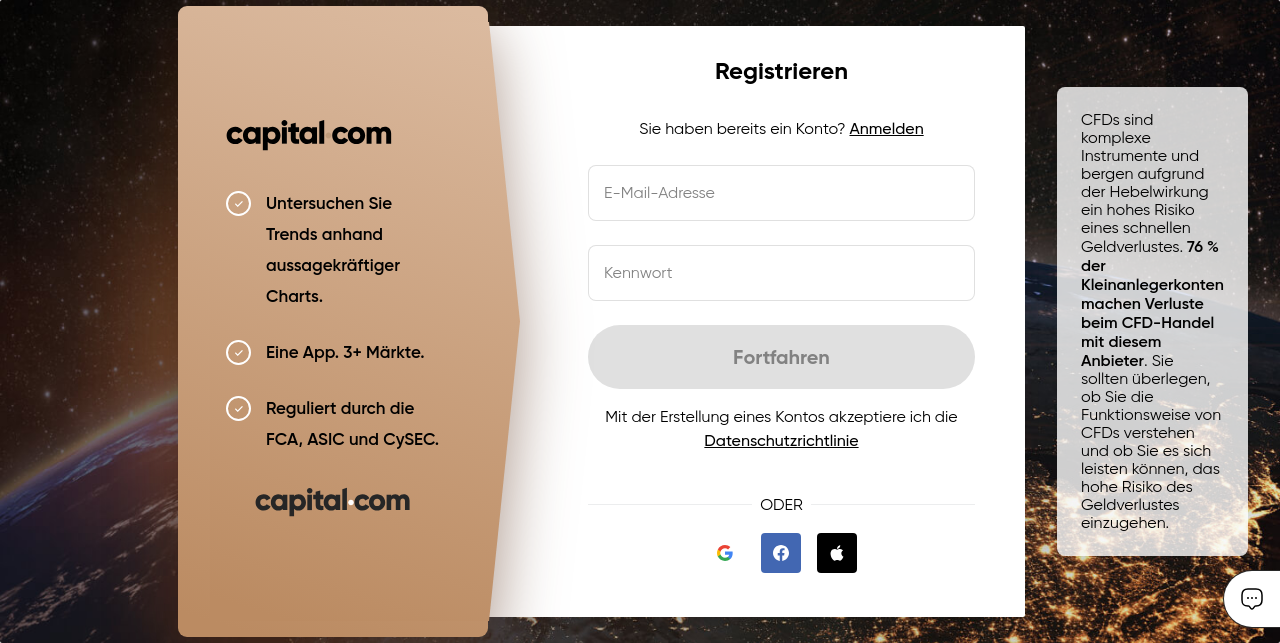 capital com
Untersuchen Sie
Trends anhand
aussagekräftiger
Charts.
Eine App. 3+ Märkte.
Reguliert durch die
FCA, ASIC und CySEC.
capital.com
Registrieren
Sie haben bereits ein Konto? Anmelden
E-Mail-Adresse
Kennwort
Fortfahren
Mit der Erstellung eines Kontos akzeptiere ich die
Datenschutzrichtlinie
ODER
CFDs sind
komplexe
Instrumente und
bergen aufgrund
der Hebelwirkung
ein hohes Risiko
eines schnellen
Geldverlustes. 76 %
der
Kleinanlegerkonten
machen Verluste
beim CFD-Handel
mit diesem
Anbieter. Sie
sollten überlegen,
ob Sie die
Funktionsweise von
CFDs verstehen
und ob Sie es sich
leisten können, das
hohe Risiko des
Geldverlustes
einzugehen.